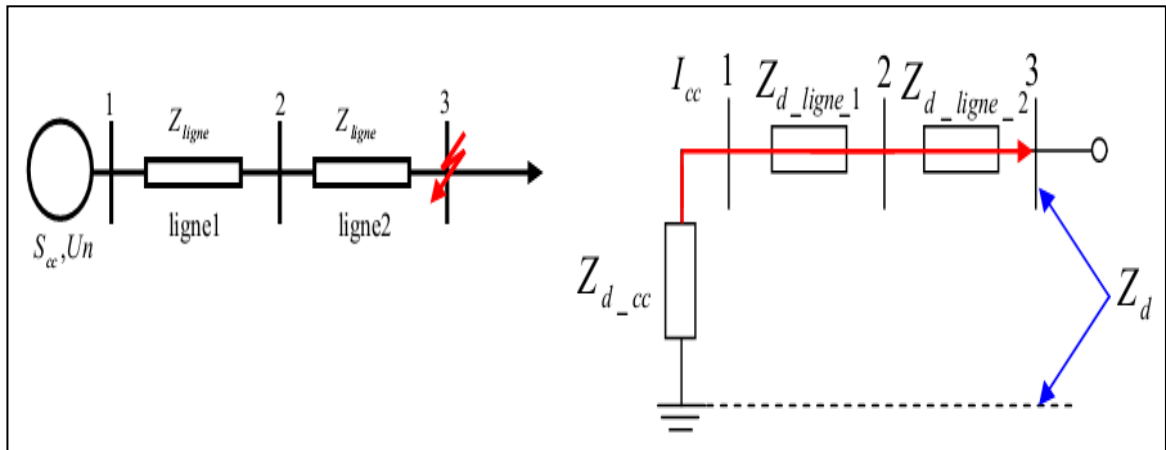 1 2 3
Z_ligne Z_ligne
ligne1 ligne2
S_cc,Un
I_cc 1 2 3
Z_d_ligne_1 Z_d_ligne_2
Z_d_cc
Z_d